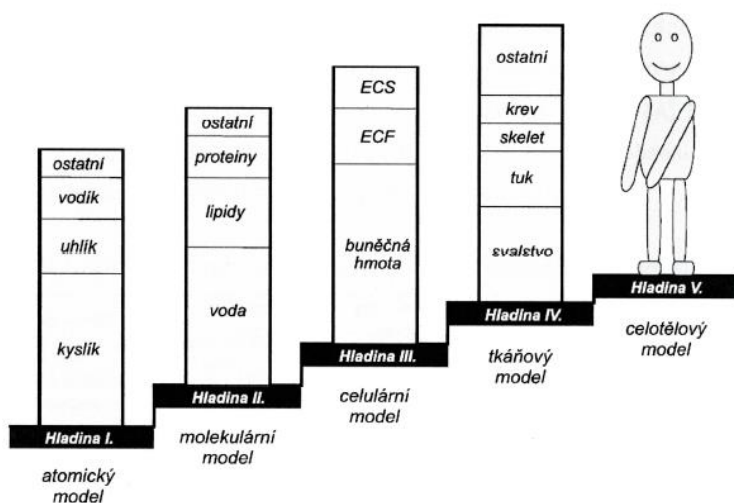 ostatní
vodík
uhlík
kyslík
Hladina I.
atomický
model
ostatní
proteiny
lipidy
voda
Hladina II.
molekulární
model
ECS
ECF
buněčná
hmota
Hladina III.
celulární
model
ostatní
krev
skelet
tuk
svalstvo
Hladina IV.
tkáňový
model
Hladina V.
celotělový
model